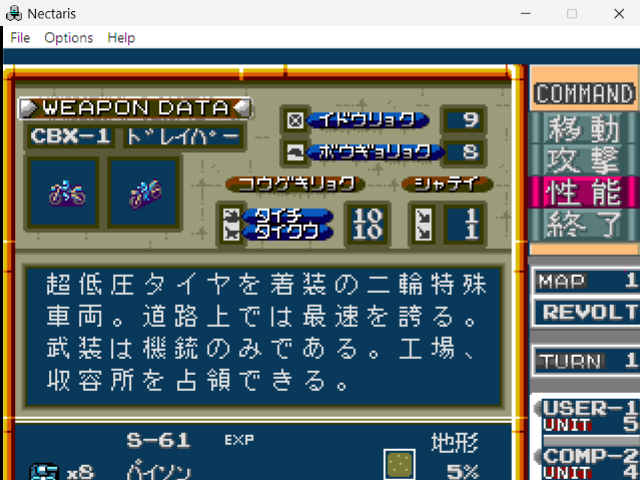 Nectaris
File Options Help
WEAPON DATA
CBX-1 ドレイパー
イドウリョク 9
ボウギョリョク 8
コウゲキリョク シャテイ
タイチ 10 1
タイクウ 10 1
超低圧タイヤを着装の二輪特殊
車両。道路上では最速を誇る。
武装は機銃のみである。工場、
収容所を占領できる。
S-61 EXP 地形
x8 バイソン 5%
COMMAND
移動
攻撃
性能
終了
MAP 1
REVOLT
TURN 1
USER-1
UNIT 5
COMP-2
UNIT 4